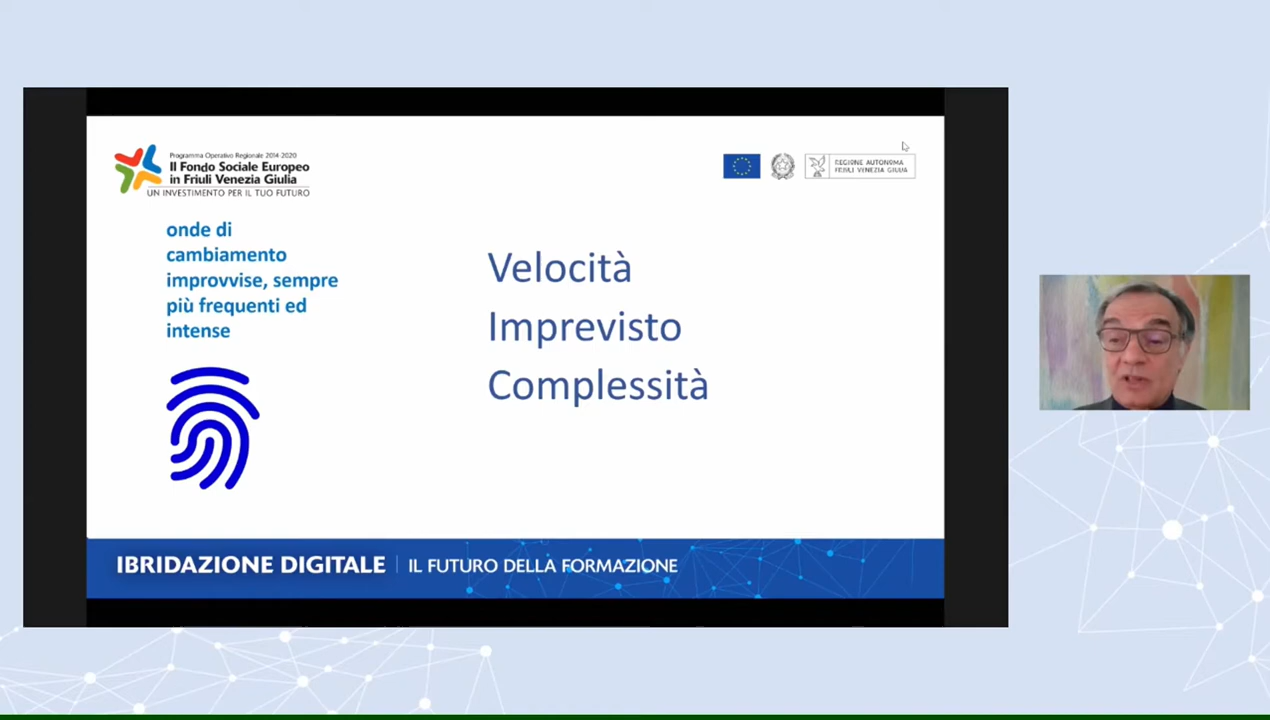 Programma Operativo Regionale 2014-2020
Il Fondo Sociale Europeo
in Friuli Venezia Giulia
UN INVESTIMENTO PER IL TUO FUTURO
REGIONE AUTONOMA
FRIULI VENEZIA GIULIA
onde di
cambiamento
improvvise, sempre
più frequenti ed
intense
Velocità
Imprevisto
Complessità
IBRIDAZIONE DIGITALE | IL FUTURO DELLA FORMAZIONE